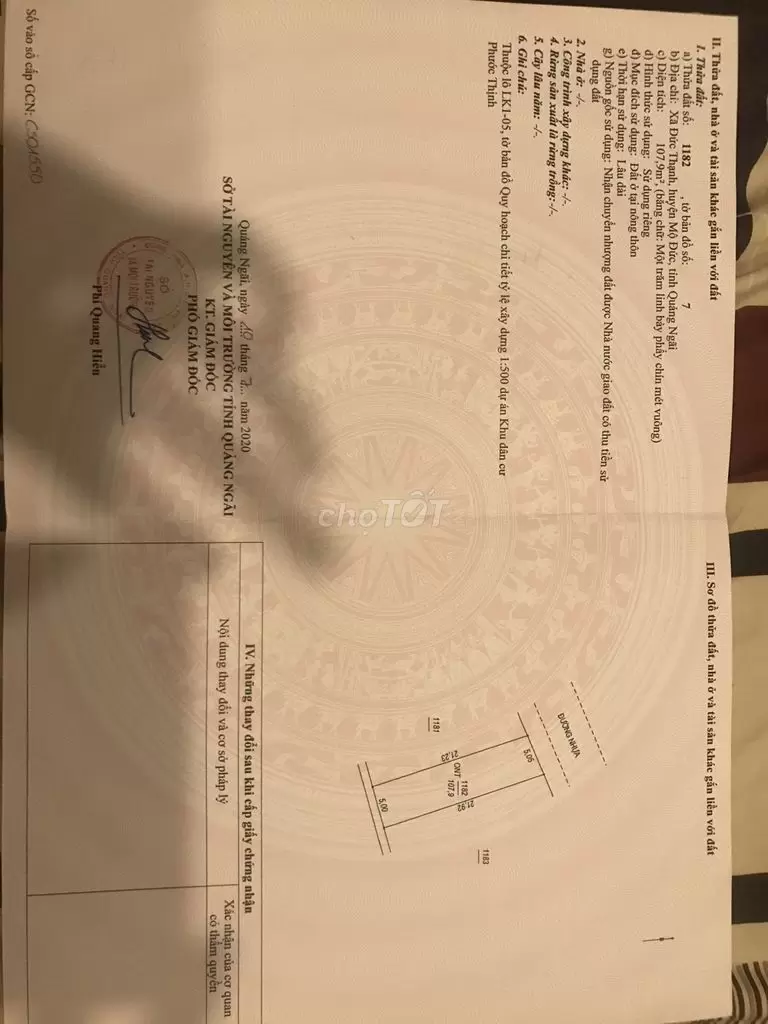 II. Thửa đất, nhà ở và tài sản khác gắn liền với đất
1. Thửa đất:
a) Thửa đất số: 1182 , tờ bản đồ số: 7
b) Địa chỉ: Xã Đức Thạnh, huyện Mộ Đức, tỉnh Quảng Ngãi
c) Diện tích: 107,9m², (bằng chữ: Một trăm linh bảy phẩy chín mét vuông)
d) Hình thức sử dụng: Sử dụng riêng
đ) Mục đích sử dụng: Đất ở tại nông thôn
e) Thời hạn sử dụng: Lâu dài
g) Nguồn gốc sử dụng: Nhận chuyển nhượng đất được Nhà nước giao đất có thu tiền sử
dụng đất
2. Nhà ở: -/-.
3. Công trình xây dựng khác: -/-.
4. Rừng sản xuất là rừng trồng: -/-.
5. Cây lâu năm: -/-.
6. Ghi chú:
Thuộc lô LK1-05, tờ bản đồ Quy hoạch chi tiết tỷ lệ xây dựng 1:500 dự án Khu dân cư
Phước Thịnh
Quảng Ngãi, ngày tháng 7 năm 2020
SỞ TÀI NGUYÊN VÀ MÔI TRƯỜNG TỈNH QUẢNG NGÃI
KT. GIÁM ĐỐC
PHÓ GIÁM ĐỐC
SỞ
TÀI NGUYÊN
VÀ MÔI TRƯỜNG
Phí Quang Hiển
Số vào sổ cấp GCN: CS01550
III. Sơ đồ thửa đất, nhà ở và tài sản khác gắn liền với đất
ĐƯỜNG NHỰA
5,05
1181
21,23
ONT
1182
107,9
1183
5,00
IV. Những thay đổi sau khi cấp giấy chứng nhận
Nội dung thay đổi và cơ sở pháp lý
Xác nhận của cơ quan
có thẩm quyền
chợTỐT